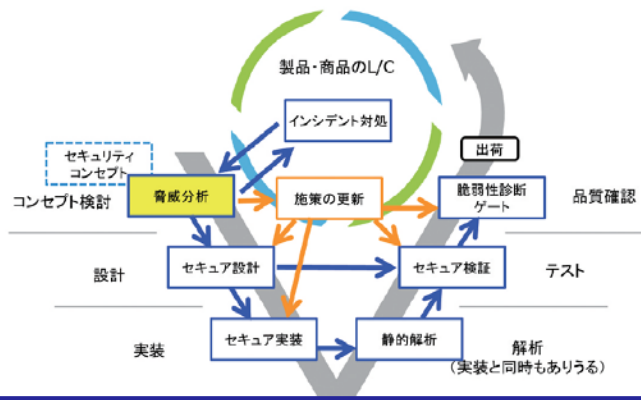 製品・商品のL/C
インシデント対処
セキュリティ
コンセプト
出荷
コンセプト検討
脅威分析
施策の更新
脆弱性診断
ゲート
品質確認
設計
セキュア設計
セキュア検証
テスト
実装
セキュア実装
静的解析
解析
(実装と同時もありうる)